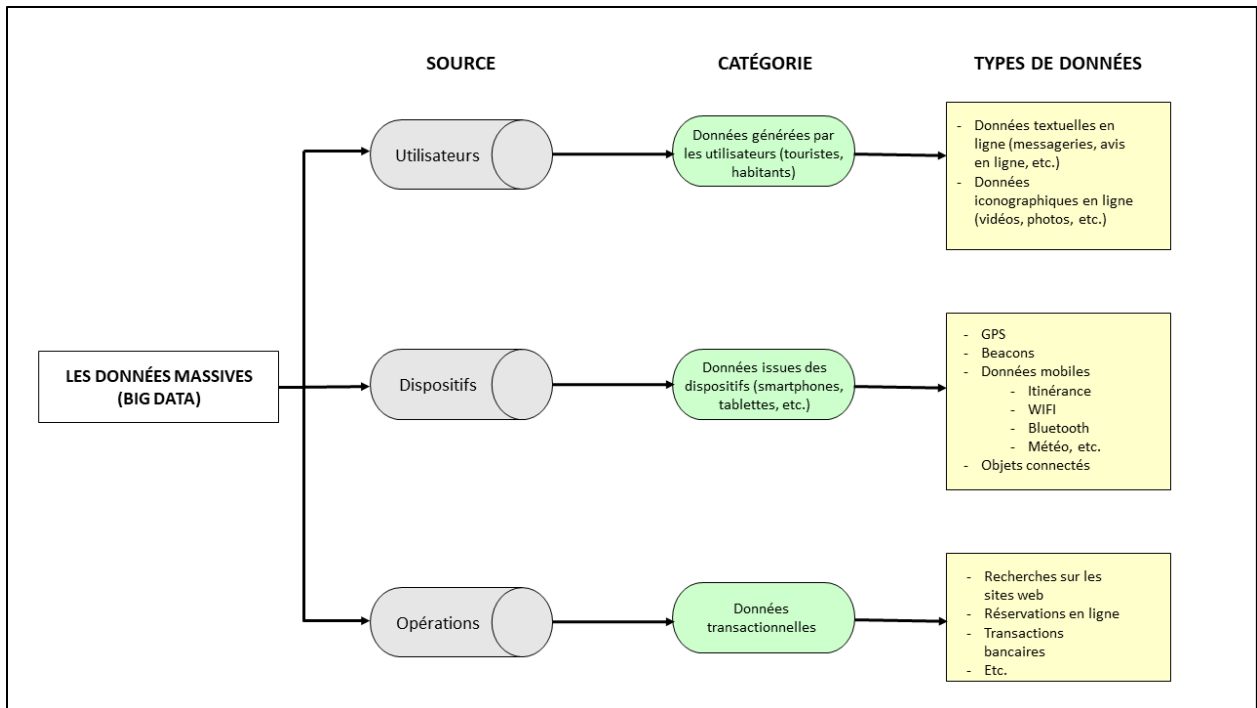 SOURCE
CATÉGORIE
TYPES DE DONNÉES
Utilisateurs
Données générées par
les utilisateurs (touristes,
habitants)
- Données textuelles en
ligne (messageries, avis
en ligne, etc.)
- Données
iconographiques en ligne
(vidéos, photos, etc.)
LES DONNÉES MASSIVES
(BIG DATA)
Dispositifs
Données issues des
dispositifs (smartphones,
tablettes, etc.)
- GPS
- Beacons
- Données mobiles
- Itinérance
- WIFI
- Bluetooth
- Météo, etc.
- Objets connectés
Opérations
Données
transactionnelles
- Recherches sur les
sites web
- Réservations en ligne
- Transactions
bancaires
- Etc.